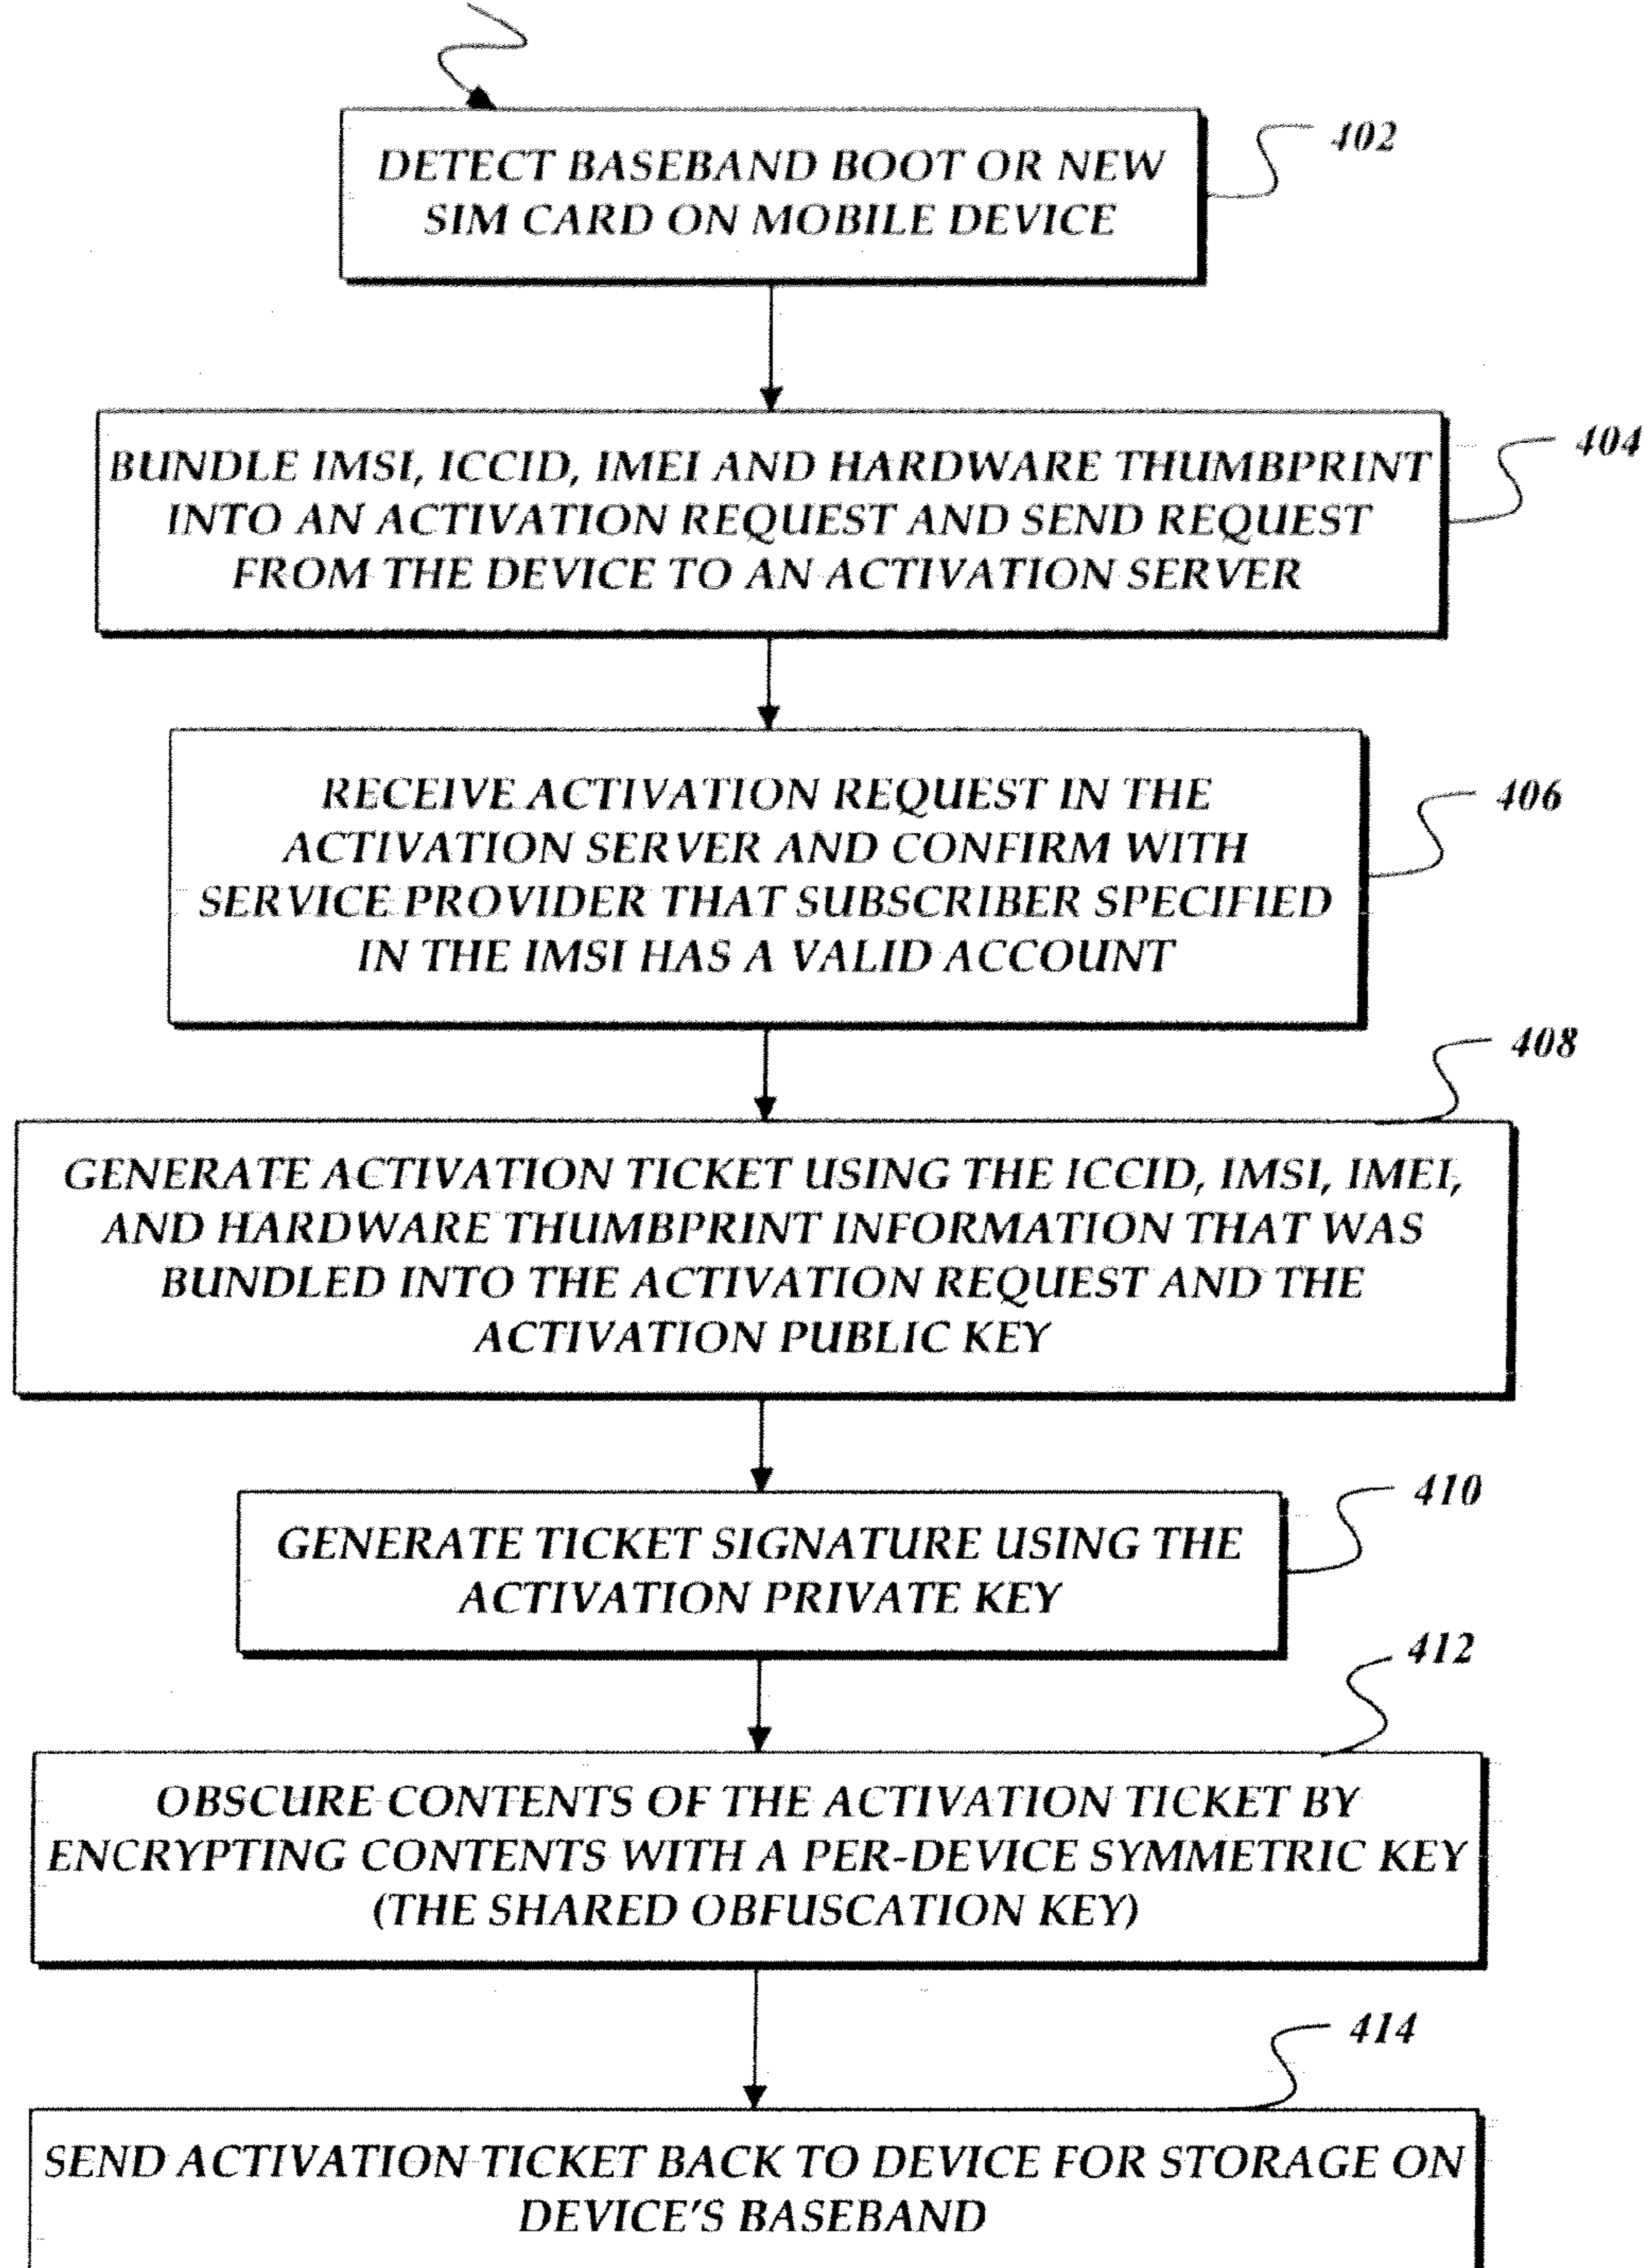 402
DETECT BASEBAND BOOT OR NEW
SIM CARD ON MOBILE DEVICE
404
BUNDLE IMSI, ICCID, IMEI AND HARDWARE THUMBPRINT
INTO AN ACTIVATION REQUEST AND SEND REQUEST
FROM THE DEVICE TO AN ACTIVATION SERVER
406
RECEIVE ACTIVATION REQUEST IN THE
ACTIVATION SERVER AND CONFIRM WITH
SERVICE PROVIDER THAT SUBSCRIBER SPECIFIED
IN THE IMSI HAS A VALID ACCOUNT
408
GENERATE ACTIVATION TICKET USING THE ICCID, IMSI, IMEI,
AND HARDWARE THUMBPRINT INFORMATION THAT WAS
BUNDLED INTO THE ACTIVATION REQUEST AND THE
ACTIVATION PUBLIC KEY
410
GENERATE TICKET SIGNATURE USING THE
ACTIVATION PRIVATE KEY
412
OBSCURE CONTENTS OF THE ACTIVATION TICKET BY
ENCRYPTING CONTENTS WITH A PER-DEVICE SYMMETRIC KEY
(THE SHARED OBFUSCATION KEY)
414
SEND ACTIVATION TICKET BACK TO DEVICE FOR STORAGE ON
DEVICE'S BASEBAND